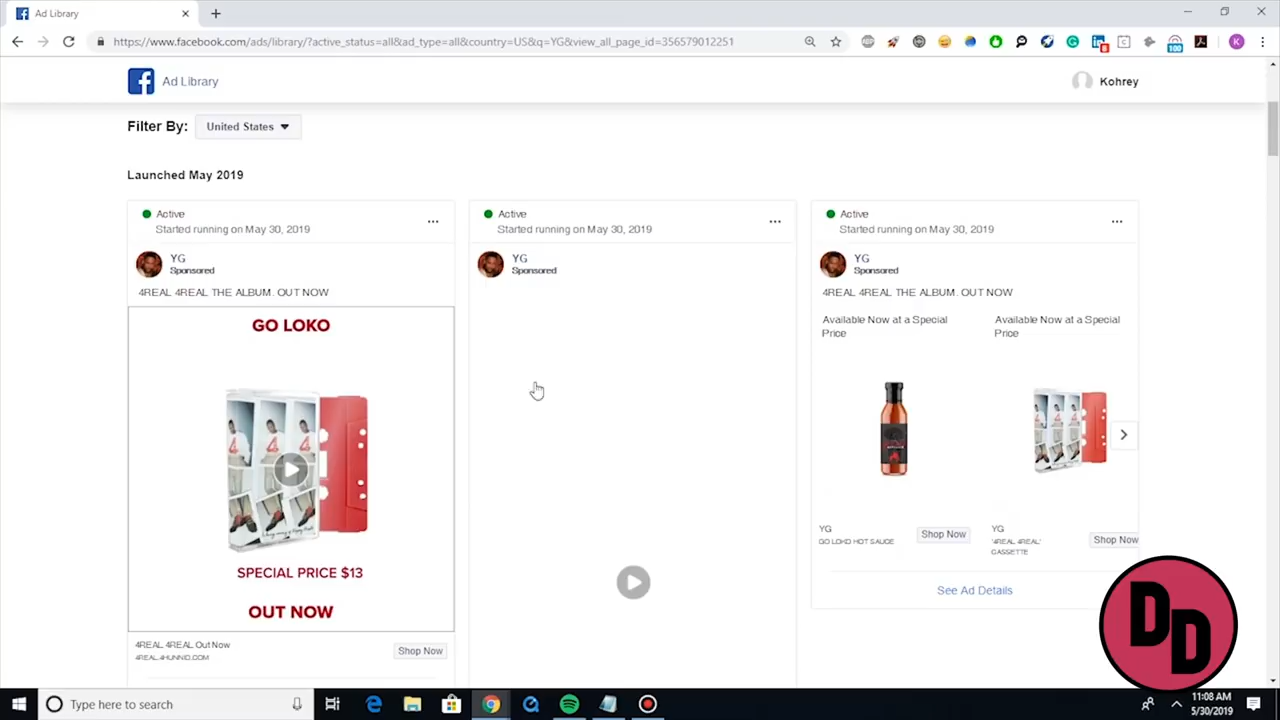 Ad Library
https://www.facebook.com/ads/library/?active_status=all&ad_type=all&country=US&q=YG&view_all_page_id=356579012251
8
100
K
Ad Library
Kohrey
Filter By: United States
Launched May 2019
Active
Started running on May 30, 2019
YG
Sponsored
4REAL 4REAL THE ALBUM. OUT NOW
GO LOKO
SPECIAL PRICE $13
OUT NOW
4REAL 4REAL Out Now
4REAL.4HUNNID.COM
Shop Now
Active
Started running on May 30, 2019
YG
Sponsored
Active
Started running on May 30, 2019
YG
Sponsored
4REAL 4REAL THE ALBUM. OUT NOW
Available Now at a Special
Price
YG
GO LOKO HOT SAUCE
Shop Now
Available Now at a Special
Price
YG
'4REAL 4REAL'
CASSETTE
Shop Now
See Ad Details
DD
Type here to search
11:08 AM
5/30/2019